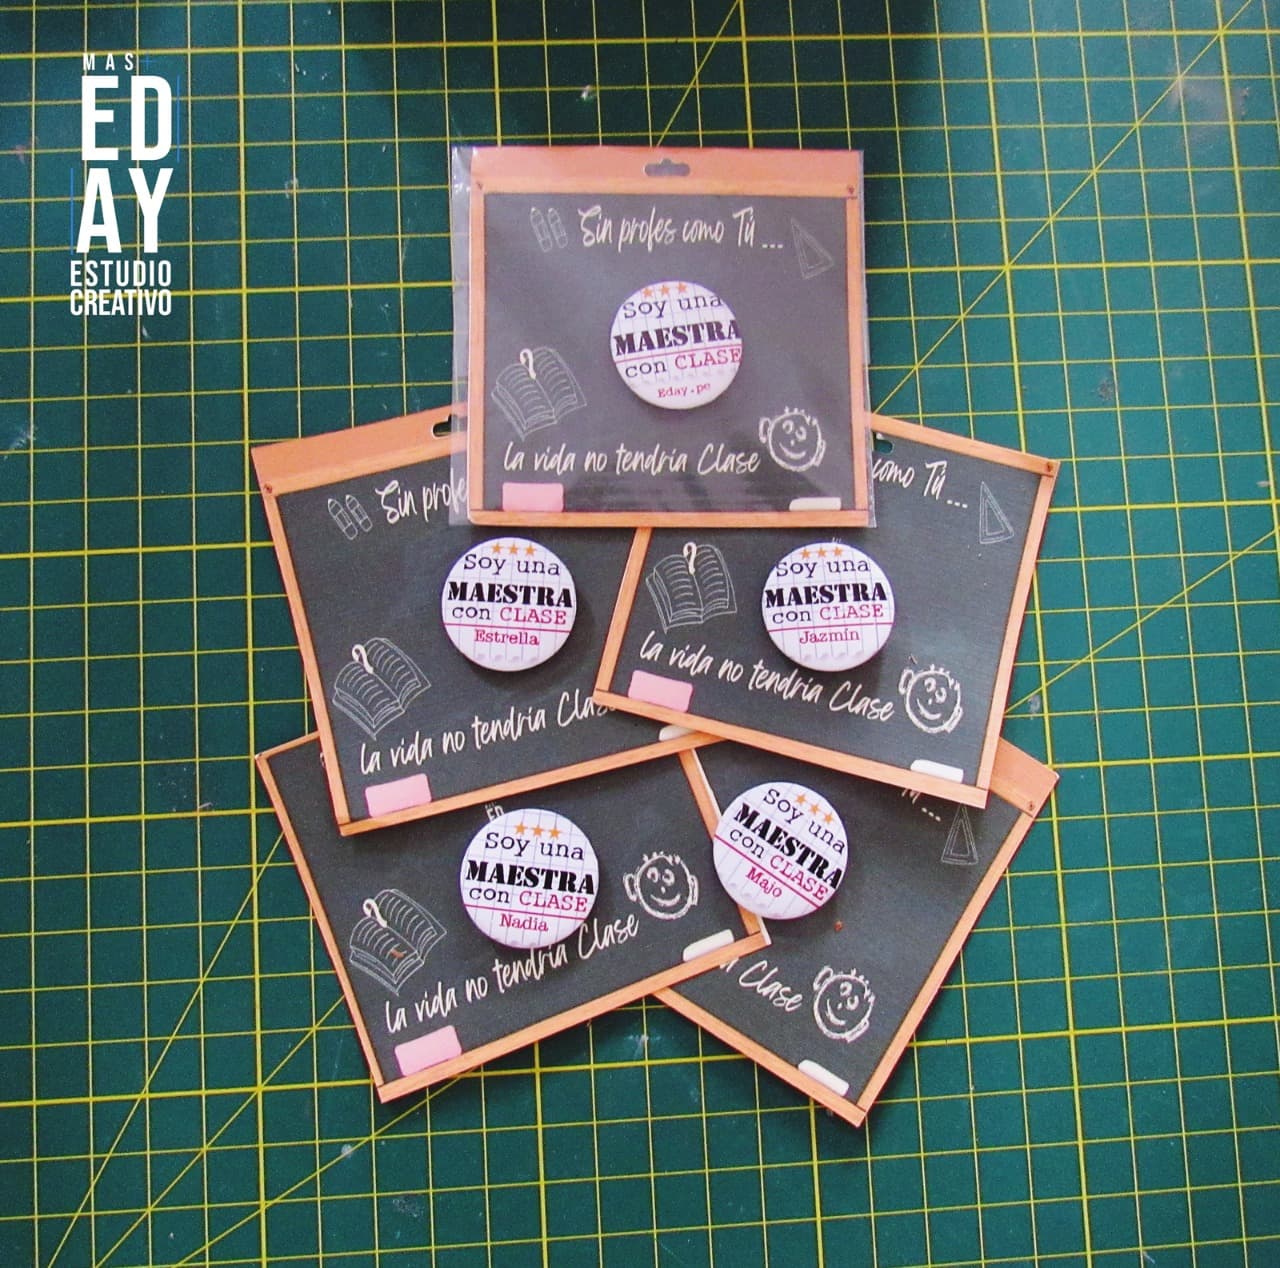 MAS
ED
AY
ESTUDIO
CREATIVO
Sin profes como Tú ...
Soy una
MAESTRA
con CLASE
Eday.pe
la vida no tendría Clase
Sin profe
Soy una
MAESTRA
con CLASE
Estrella
la vida no tendría Clase
como Tú ...
Soy una
MAESTRA
con CLASE
Jazmín
la vida no tendría Clase
ED
Soy una
MAESTRA
con CLASE
Nadia
la vida no tendría Clase
Tú ...
Soy una
MAESTRA
con CLASE
Majo
a Clase